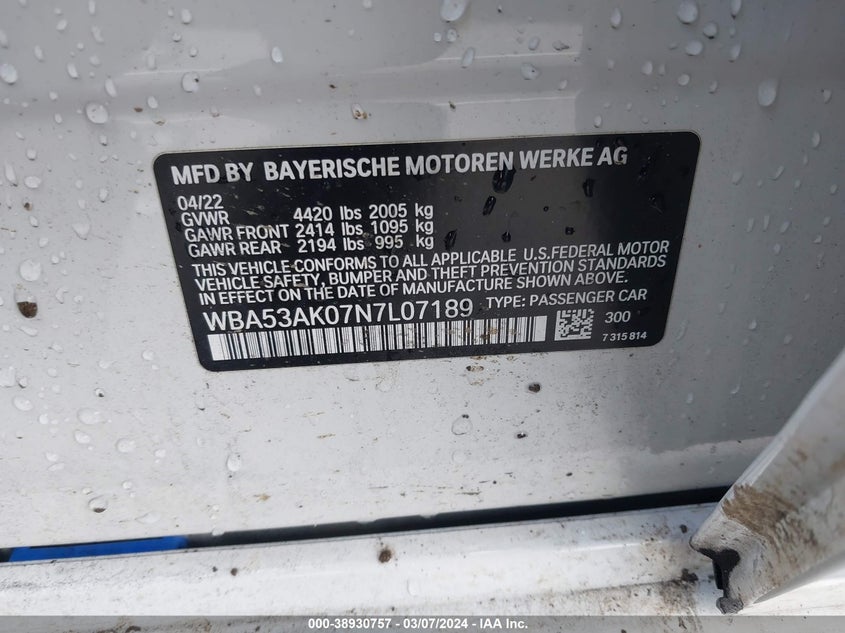 MFD BY BAYERISCHE MOTOREN WERKE AG
04/22
GVWR 4420 lbs 2005 kg
GAWR FRONT 2414 lbs 1095 kg
GAWR REAR 2194 lbs 995 kg
THIS VEHICLE CONFORMS TO ALL APPLICABLE U.S.FEDERAL MOTOR
VEHICLE SAFETY, BUMPER AND THEFT PREVENTION STANDARDS
IN EFFECT ON THE DATE OF MANUFACTURE SHOWN ABOVE.
WBA53AK07N7L07189 TYPE: PASSENGER CAR
300
7 315 814
000-38930757 - 03/07/2024 - IAA Inc.